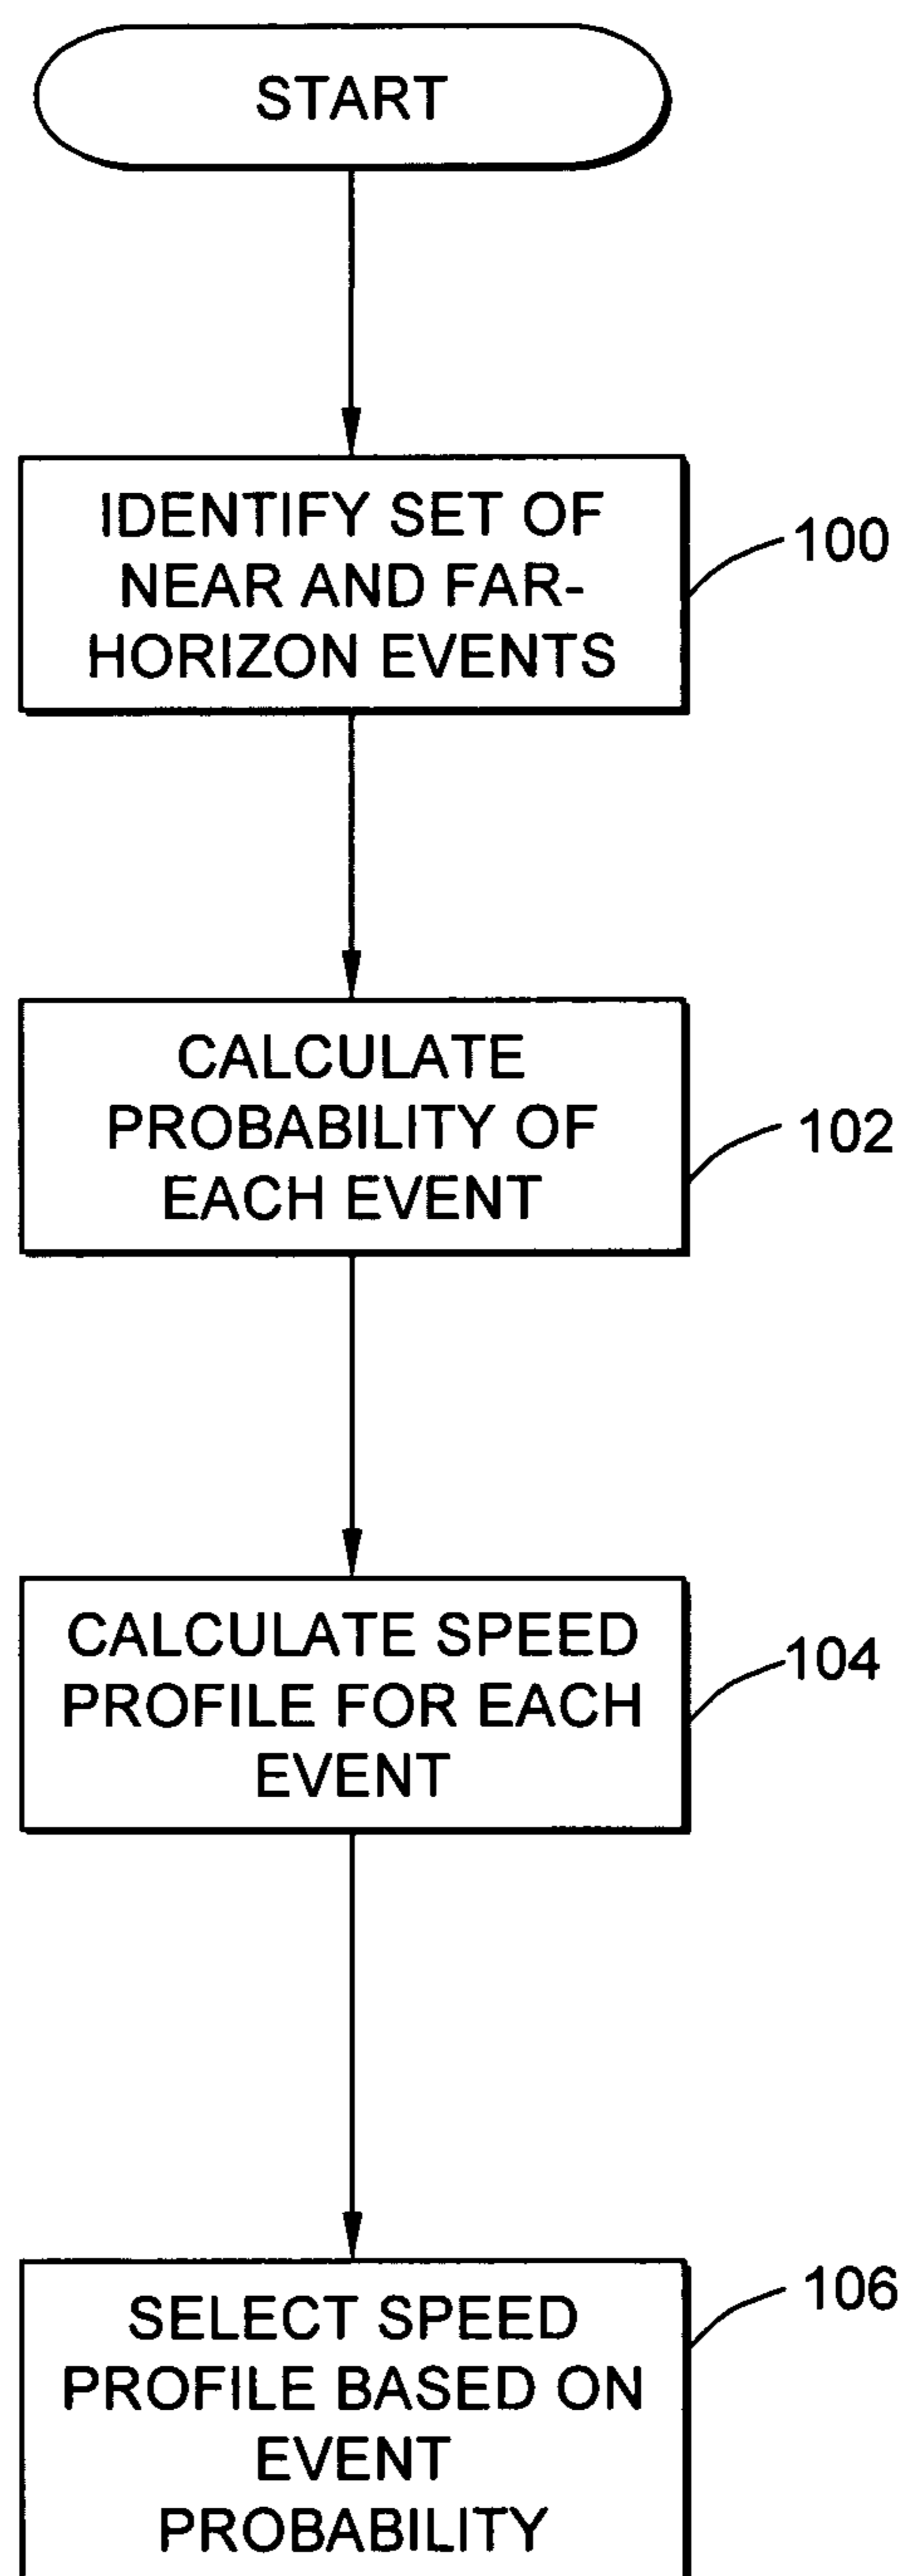 START
IDENTIFY SET OF
NEAR AND FAR-
HORIZON EVENTS
100
CALCULATE
PROBABILITY OF
EACH EVENT
102
CALCULATE SPEED
PROFILE FOR EACH
EVENT
104
SELECT SPEED
PROFILE BASED ON
EVENT
PROBABILITY
106